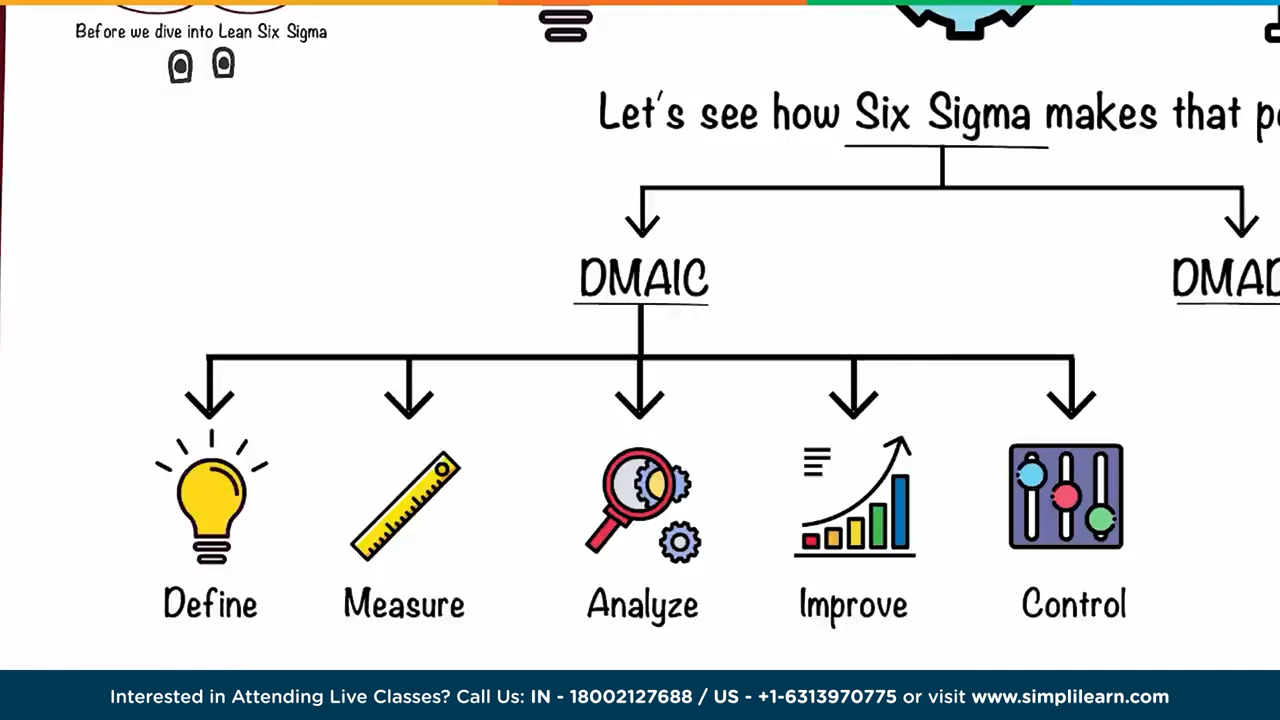 Before we dive into Lean Six Sigma
Let's see how Six Sigma makes that
DMAIC
Define
Measure
Analyze
Improve
Control
Interested in Attending Live Classes? Call Us: IN - 18002127688 / US - +1-6313970775 or visit www.simplilearn.com